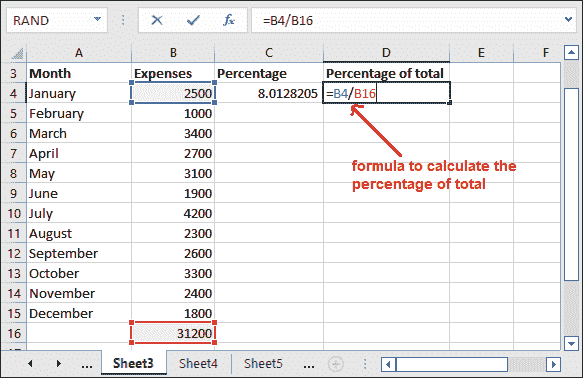 RAND =B4/B16
A B C D E F
3 Month Expenses Percentage Percentage of total
4 January 2500 8.0128205 =B4/B16
5 February 1000
6 March 3400
7 April 2700
8 May 3100
9 June 1900
10 July 4200
11 August 2300
12 September 2600
13 October 3300
14 November 2400
15 December 1800
16 31200
formula to calculate the
percentage of total
... Sheet3 Sheet4 Sheet5 ...